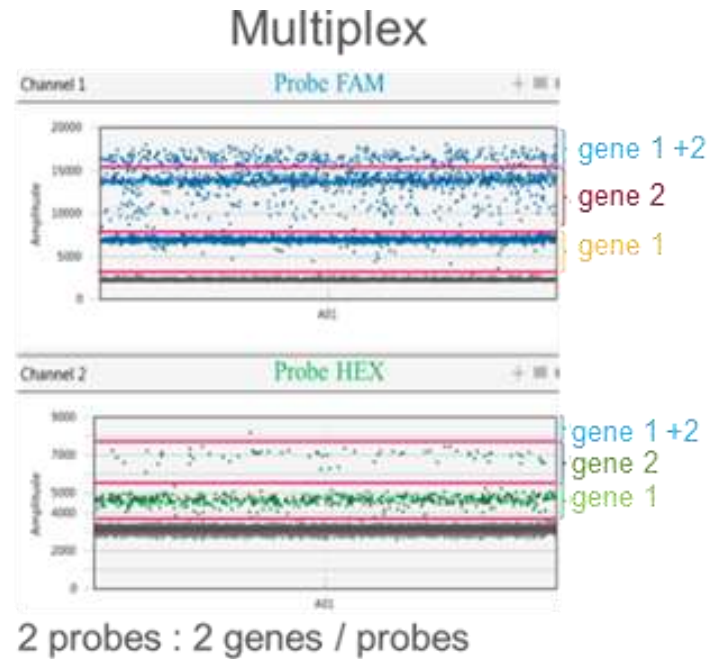 Multiplex
Channel 1 Probe FAM
20000
15000
10000
5000
0
Amplitude
A01
gene 1 +2
gene 2
gene 1
Channel 2 Probe HEX
9000
7000
5000
4000
2000
0
Amplitude
A01
gene 1 +2
gene 2
gene 1
2 probes : 2 genes / probes